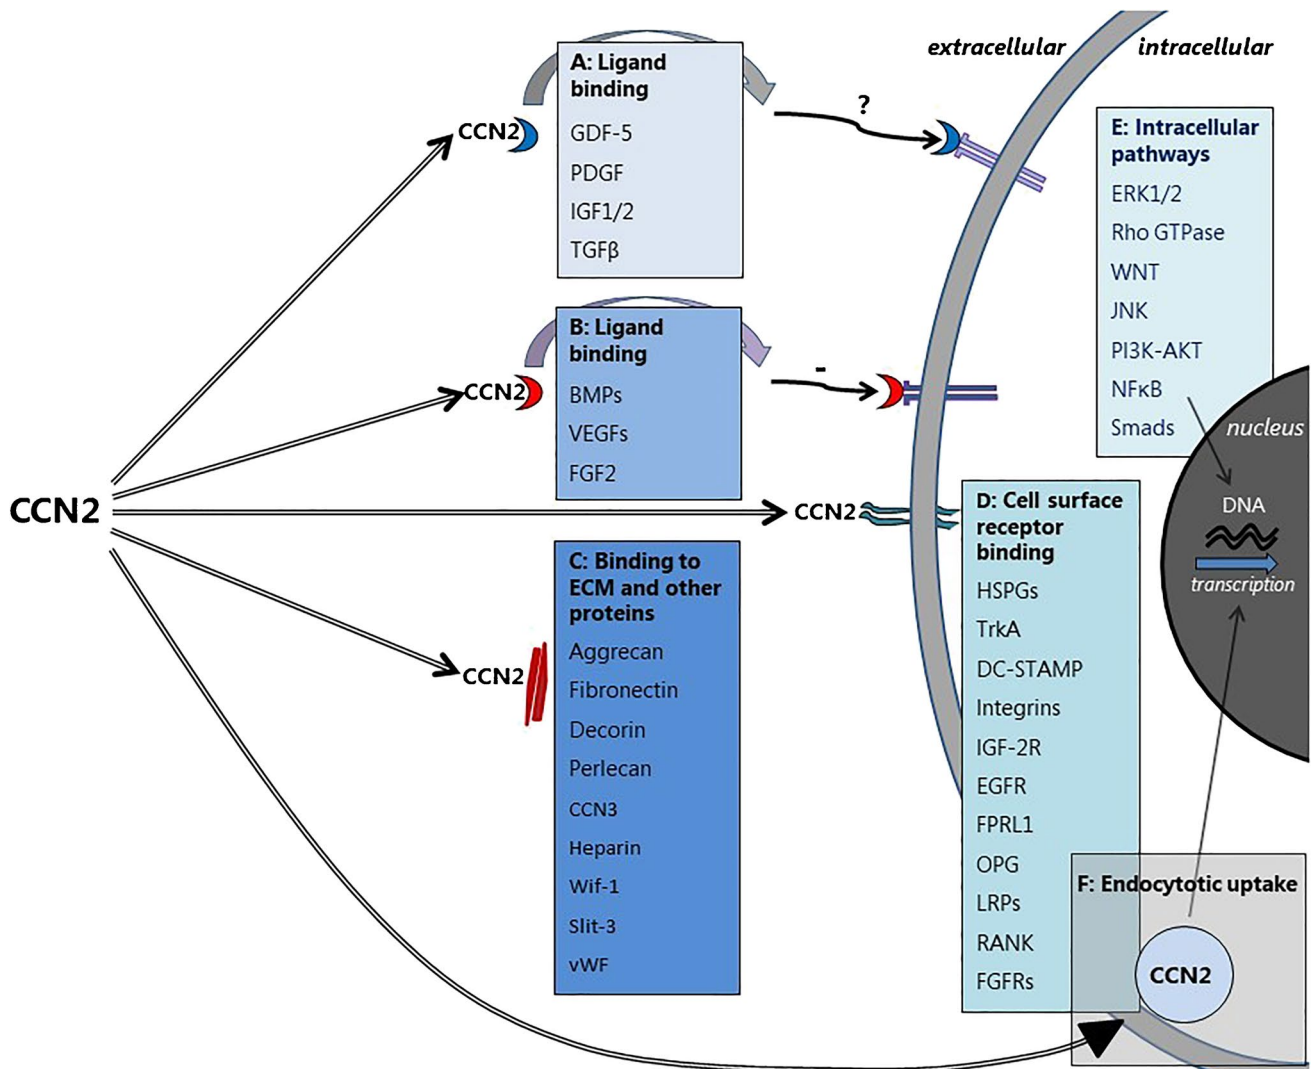 extracellular
intracellular
A: Ligand
binding
GDF-5
PDGF
IGF1/2
TGFβ
CCN2
?
E: Intracellular
pathways
ERK1/2
Rho GTPase
WNT
JNK
PI3K-AKT
NFκB
Smads
B: Ligand
binding
BMPs
VEGFs
FGF2
CCN2
-
nucleus
DNA
transcription
CCN2
CCN2
D: Cell surface
receptor
binding
HSPGs
TrkA
DC-STAMP
Integrins
IGF-2R
EGFR
FPRL1
OPG
LRPs
RANK
FGFRs
C: Binding to
ECM and other
proteins
Aggrecan
Fibronectin
Decorin
Perlecan
CCN3
Heparin
Wif-1
Slit-3
vWF
CCN2
F: Endocytotic uptake
CCN2